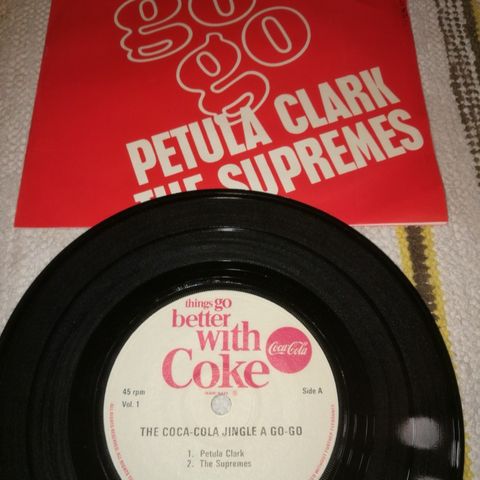 go
go
PETULA CLARK
THE SUPREMES
things go
better
with
Coke
Coca-Cola
45 rpm
Vol. 1
Side A
THE COCA-COLA JINGLE A GO-GO
1. Petula Clark
2. The Supremes